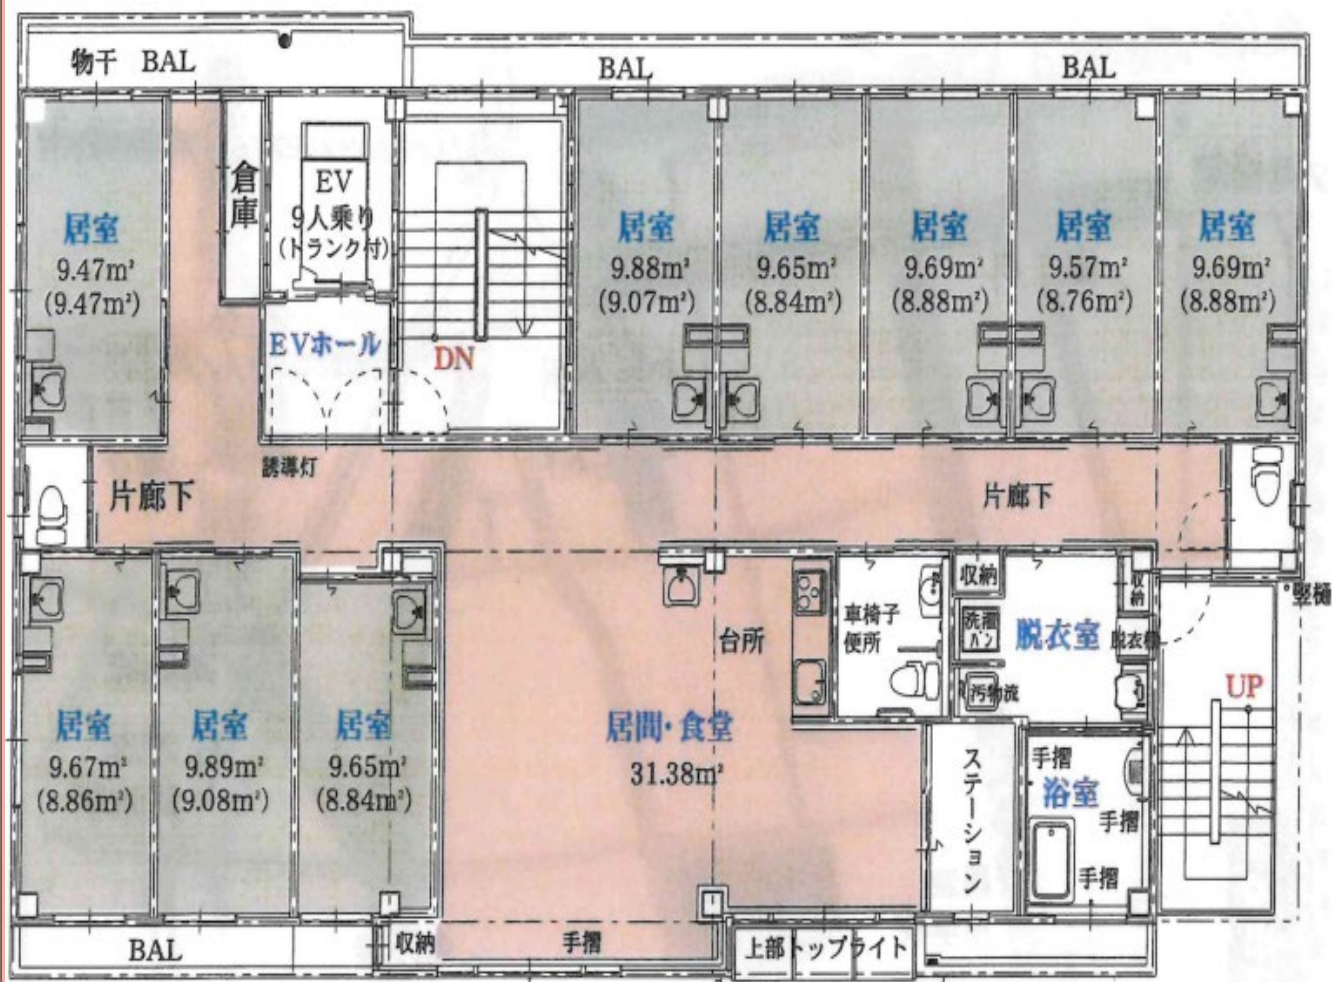 物干 BAL
BAL
BAL
居室
9.47m²
(9.47m²)
倉庫
EV
9人乗り
(トランク付)
EVホール
DN
居室
9.88m²
(9.07m²)
居室
9.65m²
(8.84m²)
居室
9.69m²
(8.88m²)
居室
9.57m²
(8.76m²)
居室
9.69m²
(8.88m²)
誘導灯
片廊下
片廊下
居室
9.67m²
(8.86m²)
居室
9.89m²
(9.08m²)
居室
9.65m²
(8.84m²)
居間・食堂
31.38m²
台所
車椅子
便所
収納
洗濯
パン
汚物流
脱衣室
収納
竪樋
UP
ステーション
手摺
浴室
手摺
手摺
BAL
収納
手摺
上部トップライト